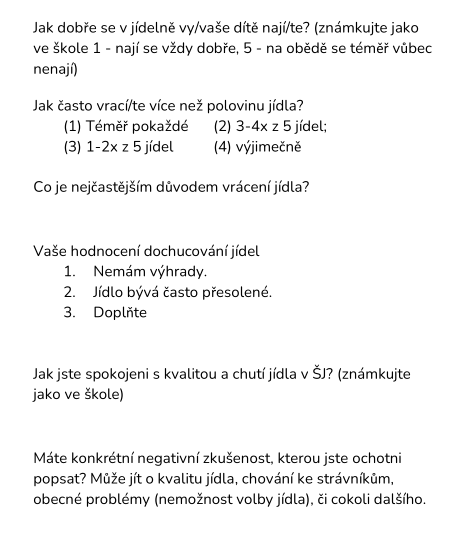 Jak dobře se v jídelně vy/vaše dítě nají/te? (známkujte jako
ve škole 1 - nají se vždy dobře, 5 - na obědě se téměř vůbec
nenají)
Jak často vrací/te více než polovinu jídla?
(1) Téměř pokaždé (2) 3-4x z 5 jídel;
(3) 1-2x z 5 jídel (4) výjimečně
Co je nejčastějším důvodem vrácení jídla?
Vaše hodnocení dochucování jídel
1. Nemám výhrady.
2. Jídlo bývá často přesolené.
3. Doplňte
Jak jste spokojeni s kvalitou a chutí jídla v ŠJ? (známkujte
jako ve škole)
Máte konkrétní negativní zkušenost, kterou jste ochotni
popsat? Může jít o kvalitu jídla, chování ke strávníkům,
obecné problémy (nemožnost volby jídla), či cokoli dalšího.